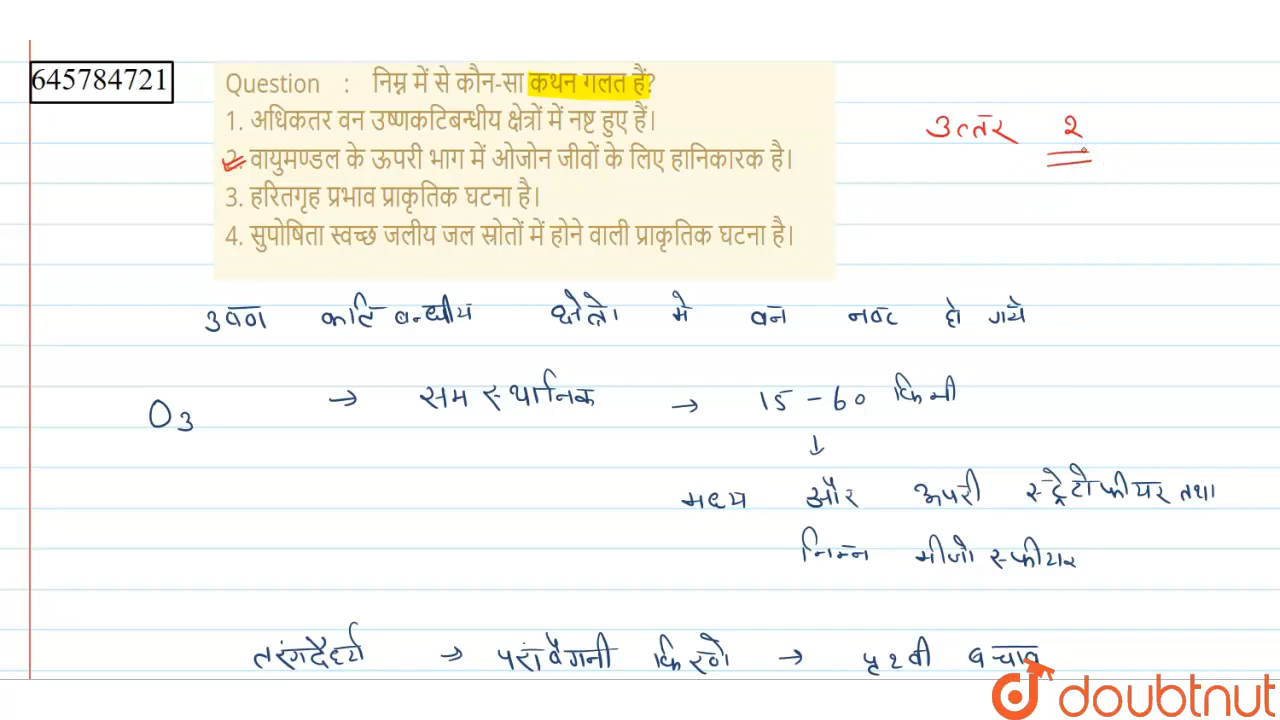 645784721
Question : निम्न में से कौन-सा कथन गलत हैं?
1. अधिकतर वन उष्णकटिबन्धीय क्षेत्रों में नष्ट हुए हैं।
2. वायुमण्डल के ऊपरी भाग में ओजोन जीवों के लिए हानिकारक है।
3. हरितगृह प्रभाव प्राकृतिक घटना है।
4. सुपोषिता स्वच्छ जलीय जल स्रोतों में होने वाली प्राकृतिक घटना है।
उत्तर २
उष्ण कटिबन्धीय क्षेत्रो में वन नष्ट हो गये
O3 → समस्थानिक → 15-60 किमी
↓
मध्य और ऊपरी स्ट्रेटोफीयर तथा
निम्न मीजोस्फीयर
तरंगदैर्ध्य → पराबैगनी किरणे → पृथ्वी बचाव
doubtnut